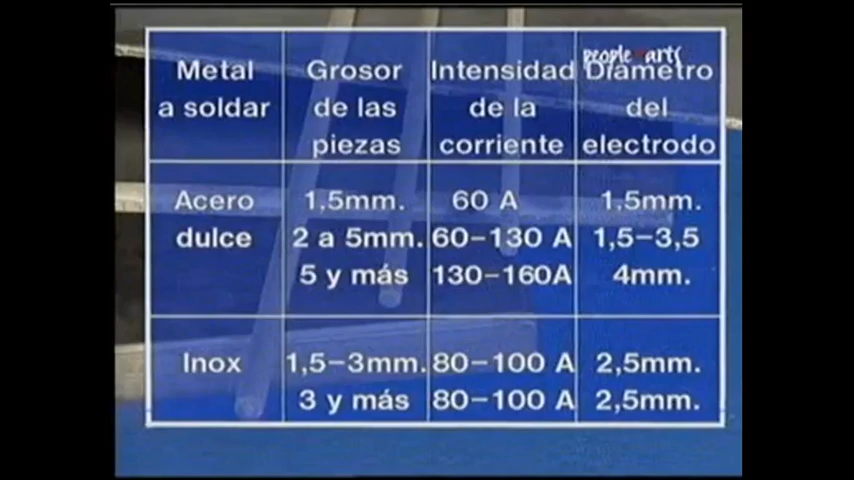 people+arts
Metal Grosor Intensidad Diámetro
a soldar de las de la del
piezas corriente electrodo
Acero 1,5mm. 60 A 1,5mm.
dulce 2 a 5mm. 60-130 A 1,5-3,5
5 y más 130-160A 4mm.
Inox 1,5-3mm. 80-100 A 2,5mm.
3 y más 80-100 A 2,5mm.